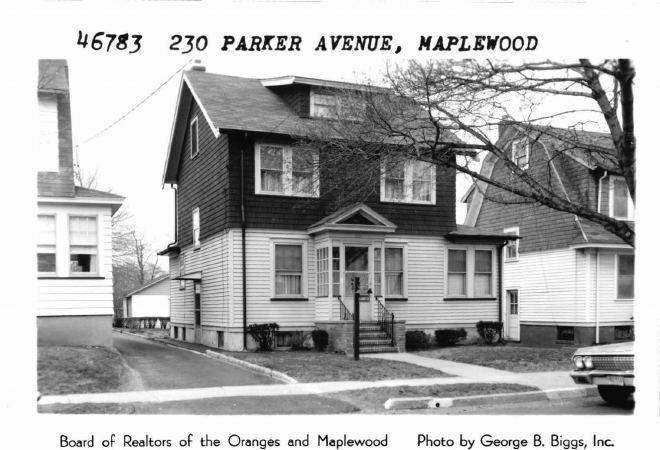 46783 230 PARKER AVENUE, MAPLEWOOD
Board of Realtors of the Oranges and Maplewood Photo by George B. Biggs, Inc.